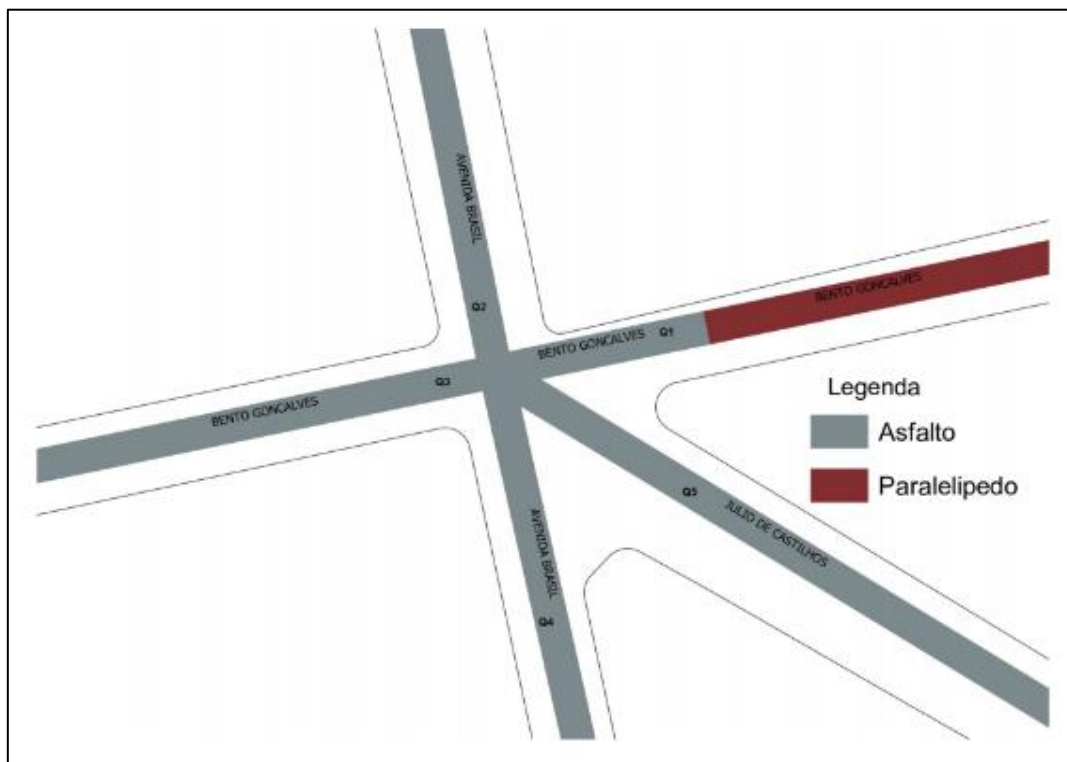 AVENIDA BRASIL
Q2
BENTO GONCALVES
BENTO GONCALVES
Q1
Q3
BENTO GONCALVES
Legenda
Asfalto
Paralelipedo
Q5
JULIO DE CASTILHOS
AVENIDA BRASIL
Q4